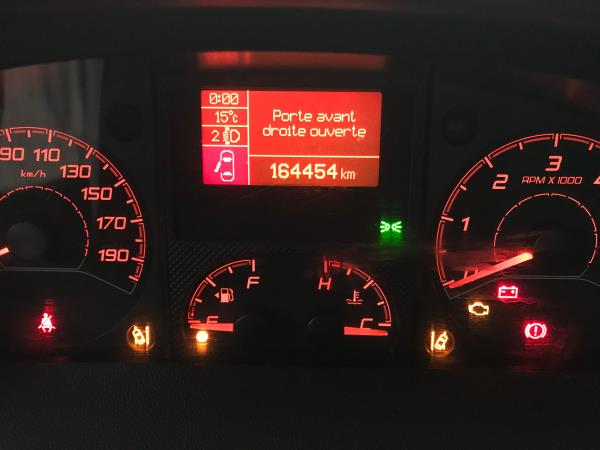 0:00
15°c
2
Porte avant
droite ouverte
164454 km
90 110 130 150 170 190
km/h
F
E
H
C
0 1 2 3 4
RPM X 1000